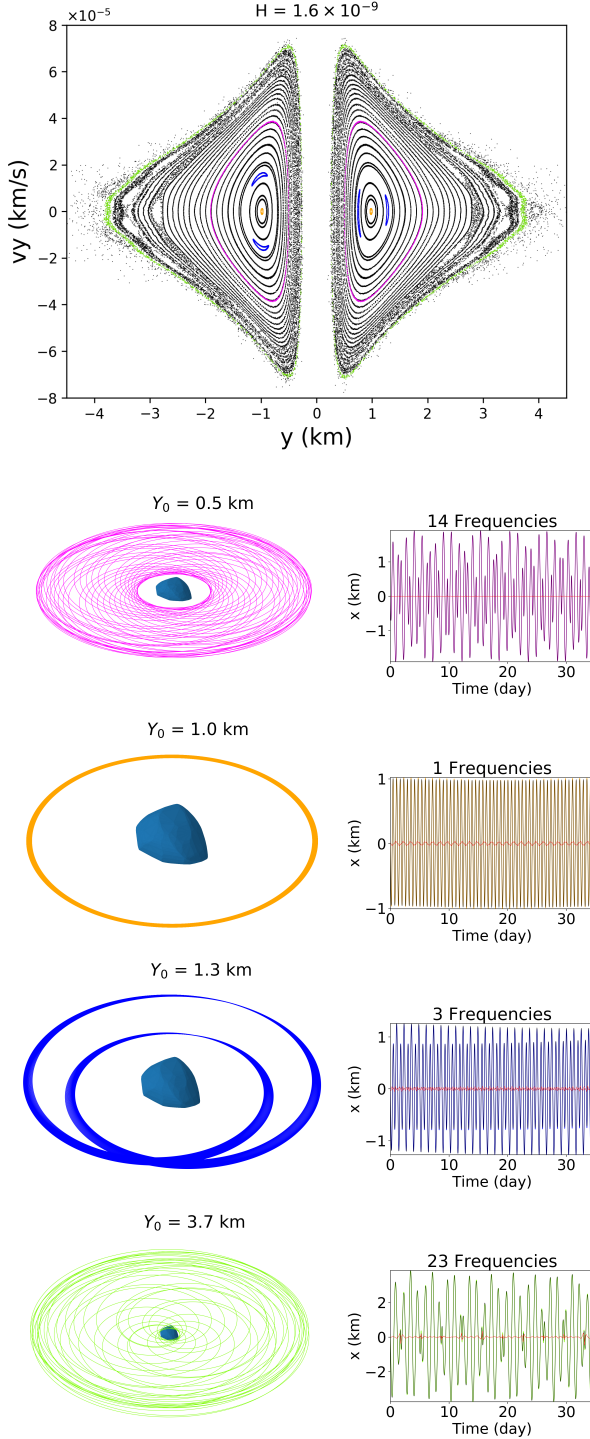 H = 1.6 × 10⁻⁹
×10⁻⁵
8
6
4
2
0
−2
−4
−6
−8
vy (km/s)
−4 −3 −2 −1 0 1 2 3 4
y (km)
Y₀ = 0.5 km
14 Frequencies
1
0
−1
x (km)
0 10 20 30
Time (day)
Y₀ = 1.0 km
1 Frequencies
1
0
−1
x (km)
0 10 20 30
Time (day)
Y₀ = 1.3 km
3 Frequencies
1
0
−1
x (km)
0 10 20 30
Time (day)
Y₀ = 3.7 km
23 Frequencies
2
0
−2
x (km)
0 10 20 30
Time (day)